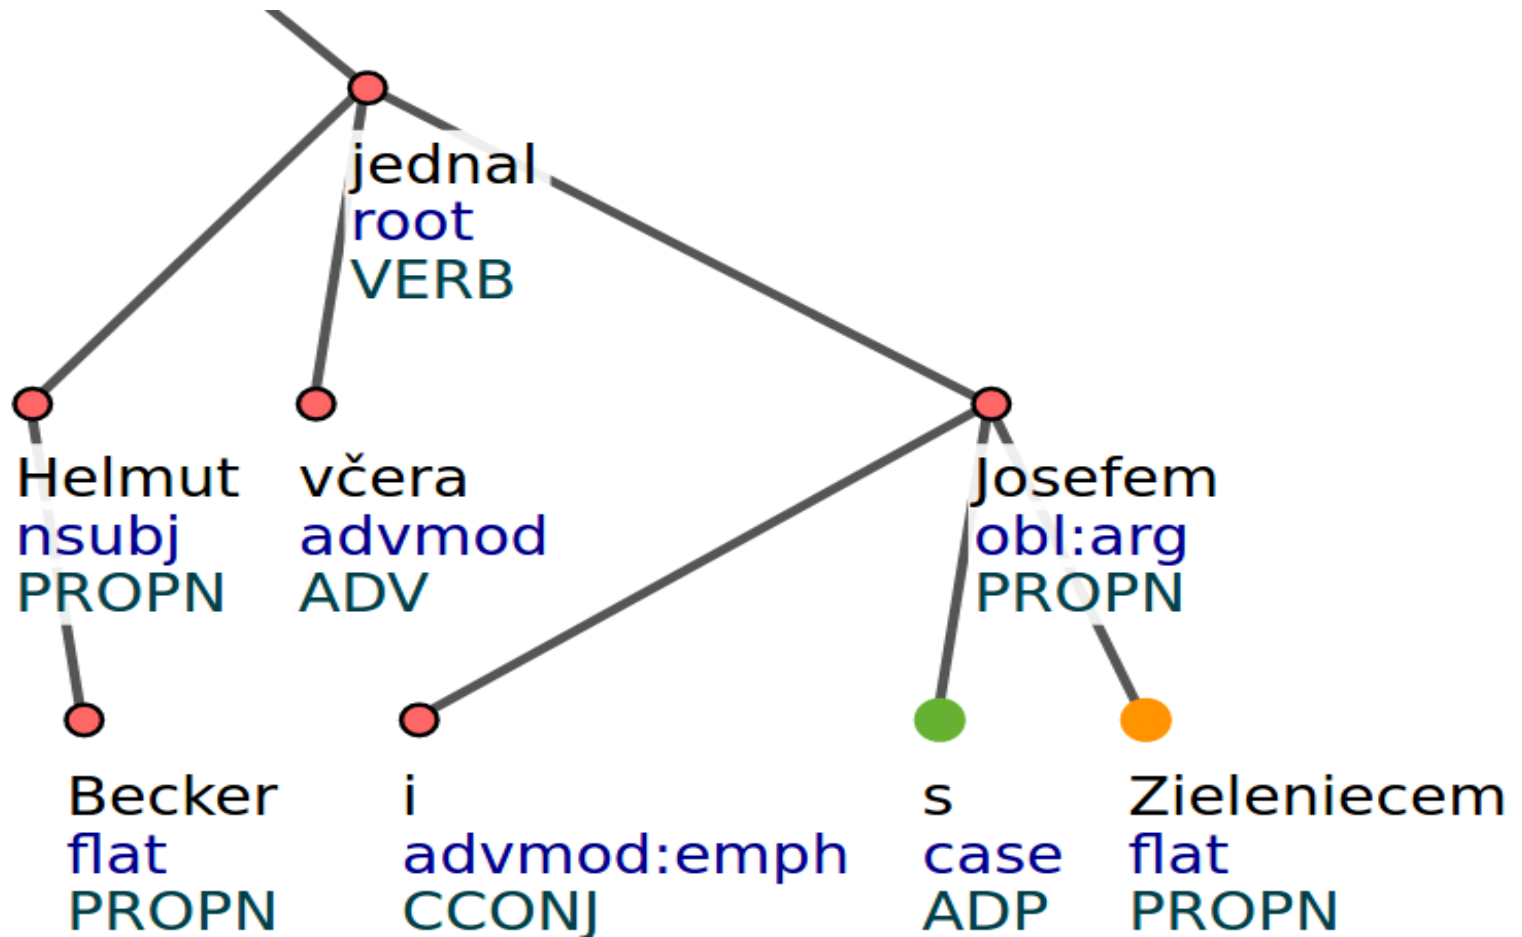 jednal
root
VERB
Helmut
nsubj
PROPN
včera
advmod
ADV
Josefem
obl:arg
PROPN
Becker
flat
PROPN
i
advmod:emph
CCONJ
s
case
ADP
Zieleniecem
flat
PROPN